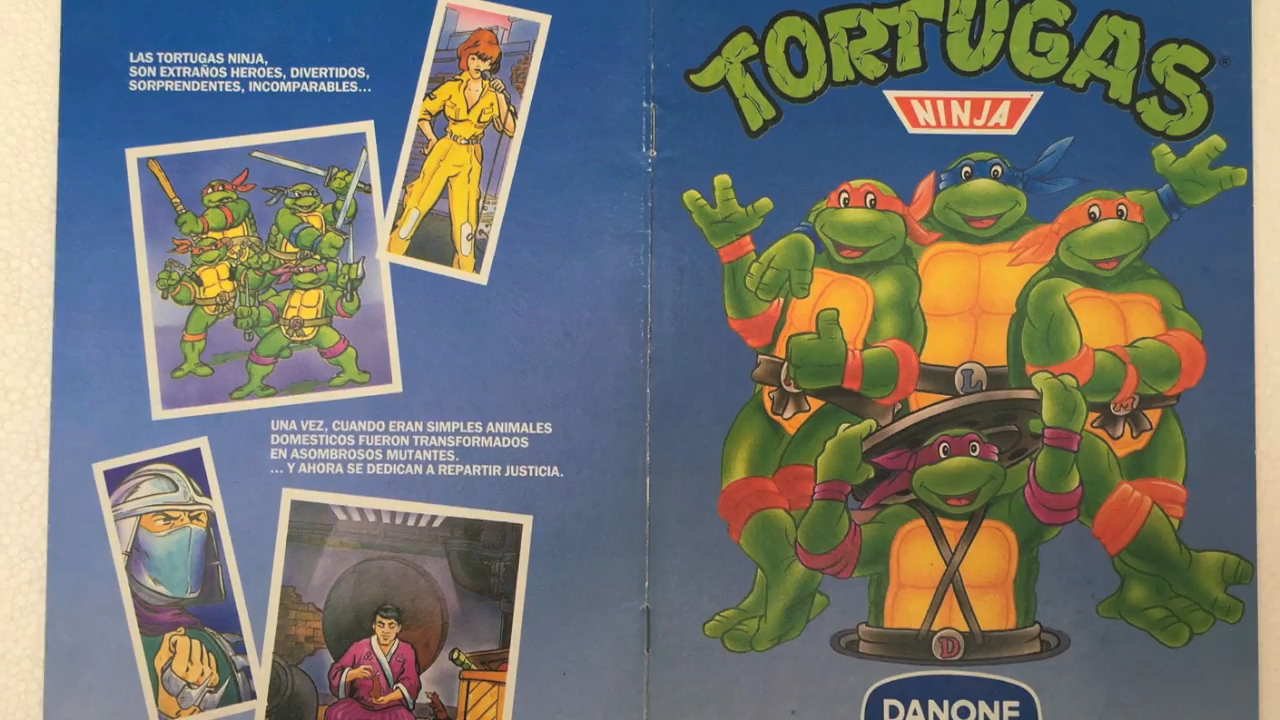 LAS TORTUGAS NINJA,
SON EXTRAÑOS HEROES, DIVERTIDOS,
SORPRENDENTES, INCOMPARABLES...
UNA VEZ, CUANDO ERAN SIMPLES ANIMALES
DOMESTICOS FUERON TRANSFORMADOS
EN ASOMBROSOS MUTANTES.
... Y AHORA SE DEDICAN A REPARTIR JUSTICIA.
TORTUGAS®
NINJA
L
M
D
DANONE